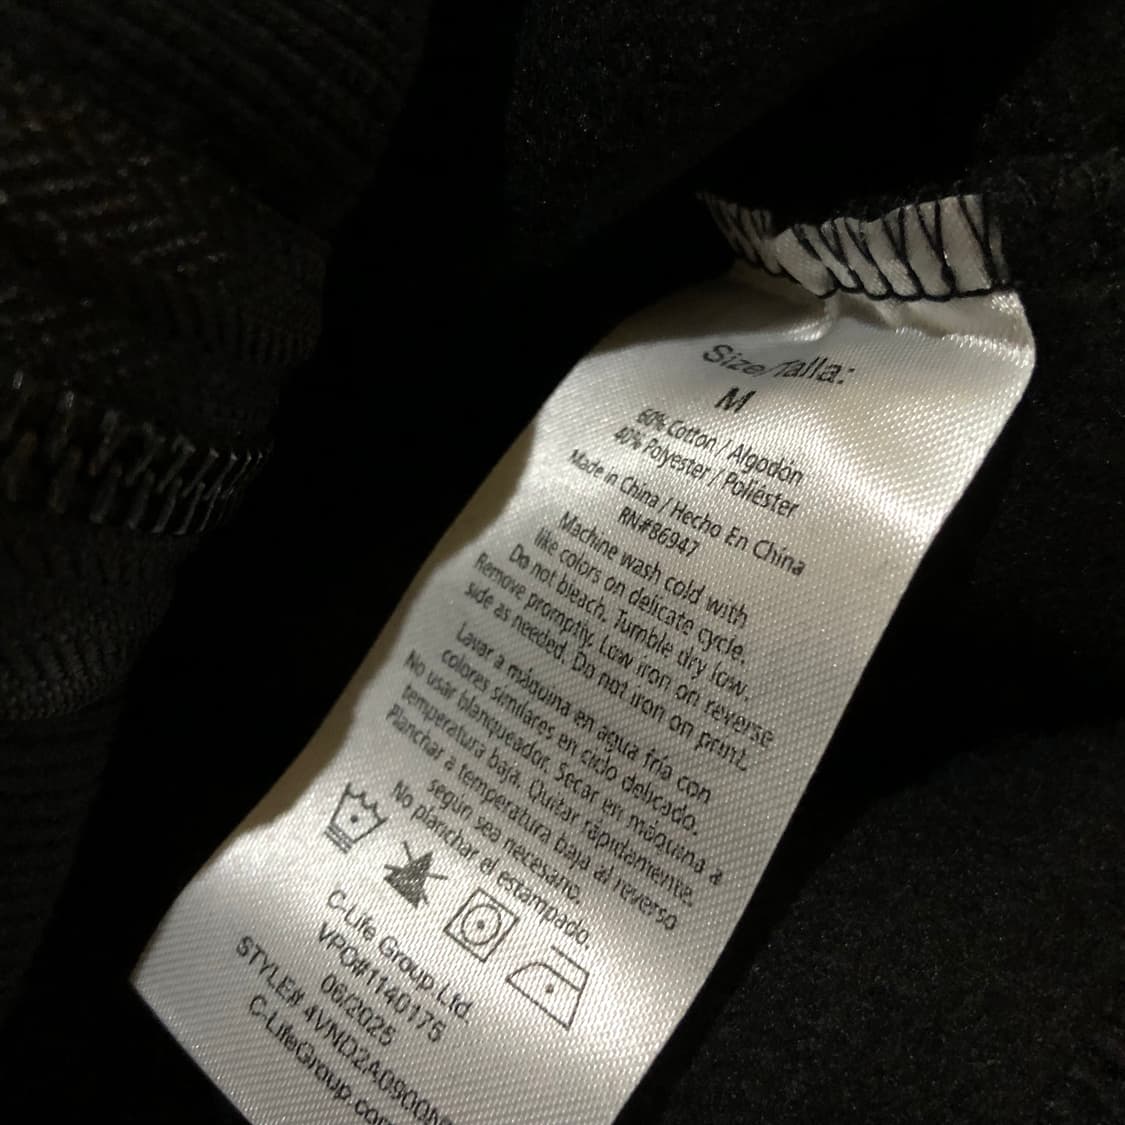 Size/Talla:
M
60% Cotton / Algodón
40% Polyester / Poliéster
Made in China / Hecho En China
RN#86947
Machine wash cold with
like colors on delicate cycle.
Do not bleach. Tumble dry low.
Remove promptly. Low iron on reverse
side as needed. Do not iron on print.
Lavar a máquina en agua fría con
colores similares en ciclo delicado.
No usar blanqueador. Secar en máquina a
temperatura baja. Quitar rápidamente.
Planchar a temperatura baja al reverso
según sea necesario.
No planchar el estampado.
C-Life Group Ltd.
VPO#1140175
06/2025
STYLE#
C-LifeGroup.com